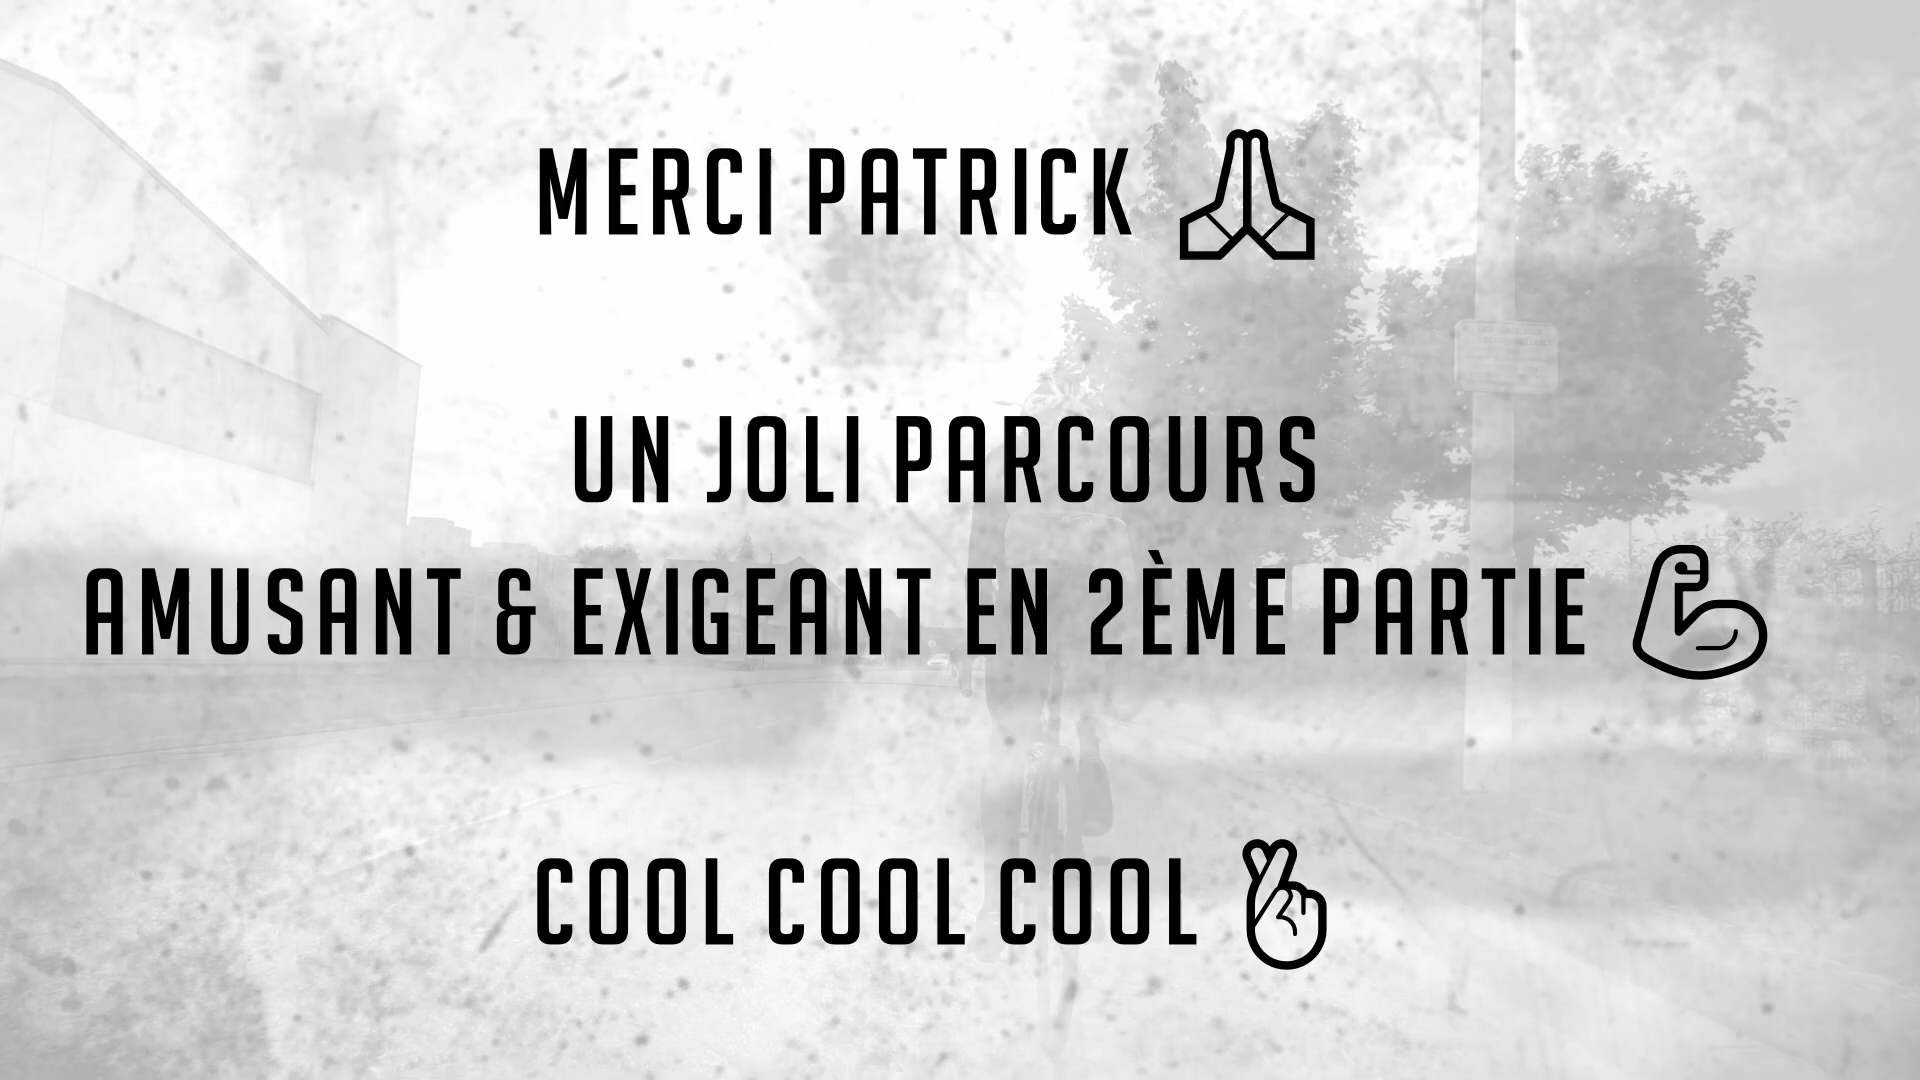 MERCI PATRICK 🙏
UN JOLI PARCOURS
AMUSANT & EXIGEANT EN 2ÈME PARTIE 💪
COOL COOL COOL 🤞